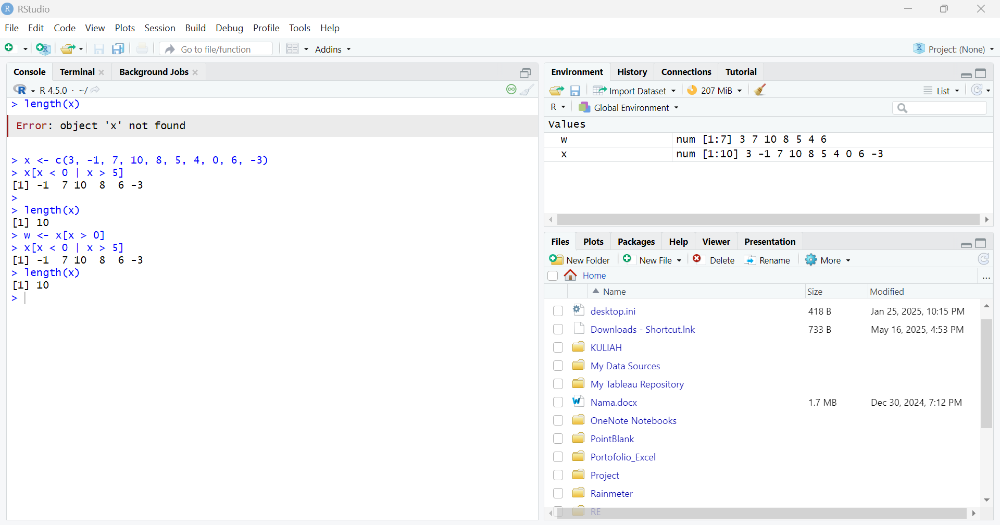 RStudio
File Edit Code View Plots Session Build Debug Profile Tools Help
Go to file/function Addins Project: (None)
Console Terminal Background Jobs
R 4.5.0 · ~/
> length(x)
Error: object 'x' not found
> x <- c(3, -1, 7, 10, 8, 5, 4, 0, 6, -3)
> x[x < 0 | x > 5]
[1] -1  7 10  8  6 -3
>
> length(x)
[1] 10
> w <- x[x > 0]
> x[x < 0 | x > 5]
[1] -1  7 10  8  6 -3
> length(x)
[1] 10
>
Environment History Connections Tutorial
Import Dataset 207 MiB List
R Global Environment
Values
w num [1:7] 3 7 10 8 5 4 6
x num [1:10] 3 -1 7 10 8 5 4 0 6 -3
Files Plots Packages Help Viewer Presentation
New Folder New File Delete Rename More
Home ...
Name Size Modified
desktop.ini 418 B Jan 25, 2025, 10:15 PM
Downloads - Shortcut.lnk 733 B May 16, 2025, 4:53 PM
KULIAH
My Data Sources
My Tableau Repository
Nama.docx 1.7 MB Dec 30, 2024, 7:12 PM
OneNote Notebooks
PointBlank
Portofolio_Excel
Project
Rainmeter
RE